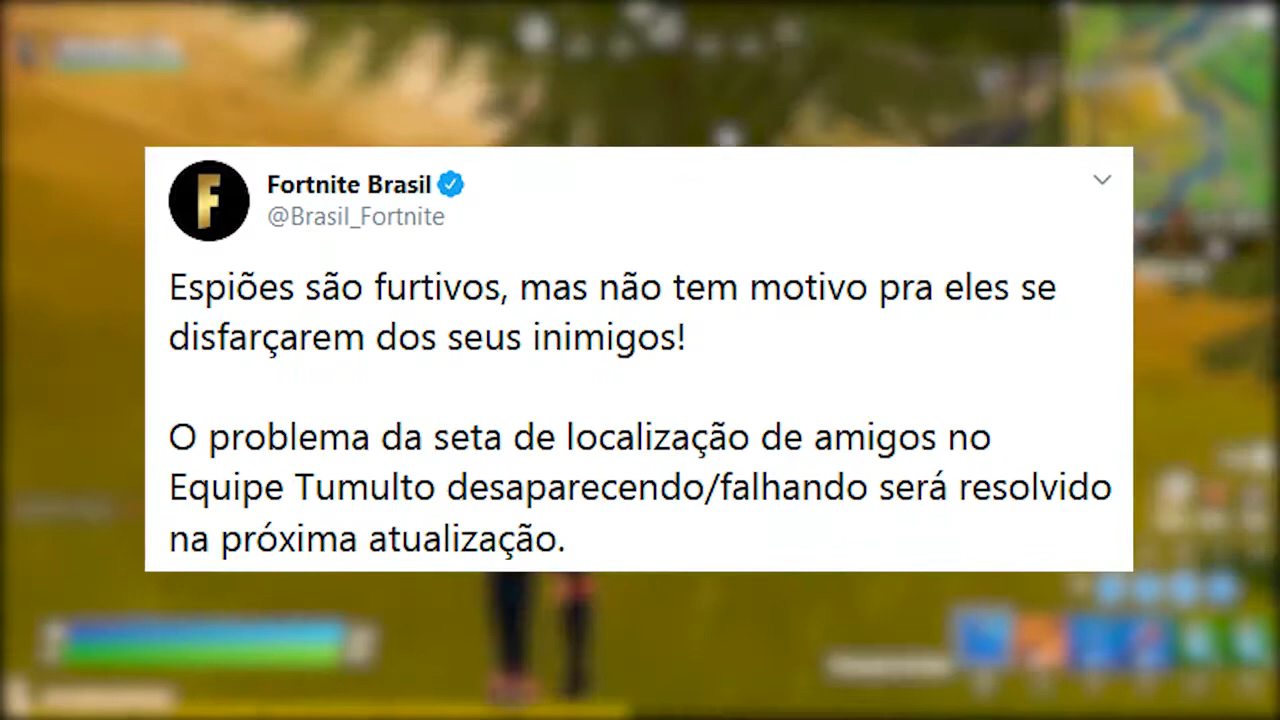 Fortnite Brasil
@Brasil_Fortnite
Espiões são furtivos, mas não tem motivo pra eles se
disfarçarem dos seus inimigos!
O problema da seta de localização de amigos no
Equipe Tumulto desaparecendo/falhando será resolvido
na próxima atualização.